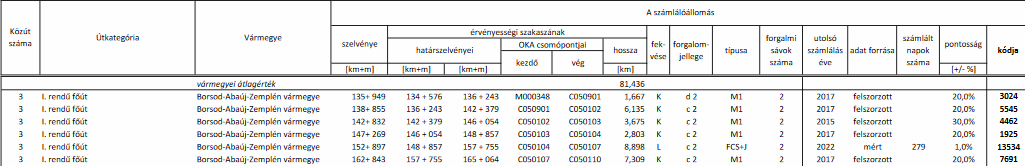 A számlálóállomás
Közút száma Útkategória Vármegye szelvénye érvényességi szakaszának fek-vése forgalom-jellege típusa forgalmi sávok száma utolsó számlálás éve adat forrása számlált napok száma pontosság kódja
határszelvényei OKA csomópontjai hossza
kezdő vég
[km+m] [km+m] [km+m] [km] [+/- %]
vármegyei átlagérték 81,436
3 I. rendű főút Borsod-Abaúj-Zemplén vármegye 135+ 949 134 + 576 136 + 243 M000348 C050901 1,667 K d 2 M1 2 2017 felszorzott 20,0% 3024
3 I. rendű főút Borsod-Abaúj-Zemplén vármegye 138+ 855 136 + 243 142 + 379 C050901 C050102 6,135 K c 2 M1 2 2017 felszorzott 20,0% 5545
3 I. rendű főút Borsod-Abaúj-Zemplén vármegye 142+ 832 142 + 379 146 + 054 C050102 C050103 3,675 K c 2 M1 2 2015 felszorzott 30,0% 4462
3 I. rendű főút Borsod-Abaúj-Zemplén vármegye 147+ 269 146 + 054 148 + 857 C050103 C050104 2,803 K c 2 M1 2 2017 felszorzott 20,0% 1925
3 I. rendű főút Borsod-Abaúj-Zemplén vármegye 152+ 897 148 + 857 157 + 755 C050104 C050107 8,898 L c 2 FCS+J 2 2022 mért 279 1,0% 13534
3 I. rendű főút Borsod-Abaúj-Zemplén vármegye 162+ 843 157 + 755 165 + 064 C050107 C050110 7,309 K c 2 M1 2 2017 felszorzott 20,0% 7691